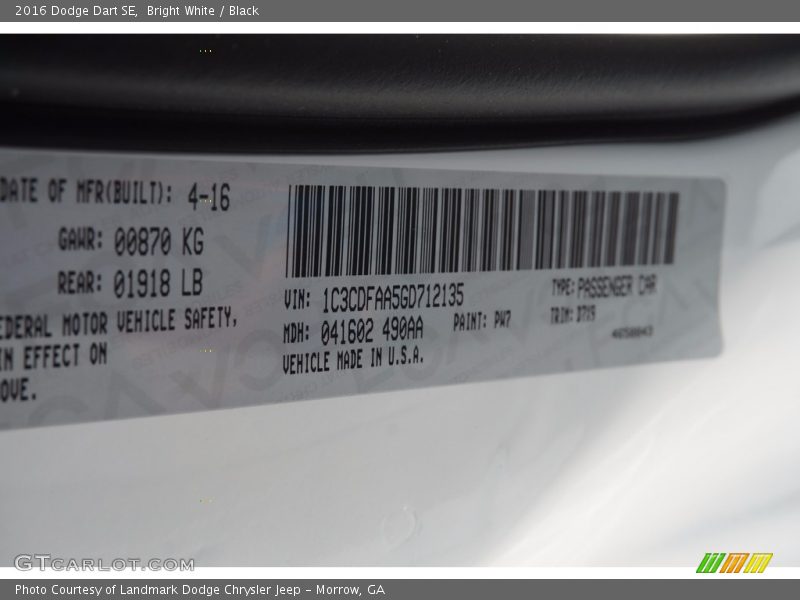 2016 Dodge Dart SE, Bright White / Black
DATE OF MFR(BUILT): 4-16
GAWR: 00870 KG
REAR: 01918 LB
FEDERAL MOTOR VEHICLE SAFETY,
IN EFFECT ON
OVE.
VIN: 1C3CDFAA5GD712135
TYPE: PASSENGER CAR
MDH: 041602 490AA
PAINT: PW7
TRIM:
VEHICLE MADE IN U.S.A.
GTCARLOT.COM
Photo Courtesy of Landmark Dodge Chrysler Jeep – Morrow, GA